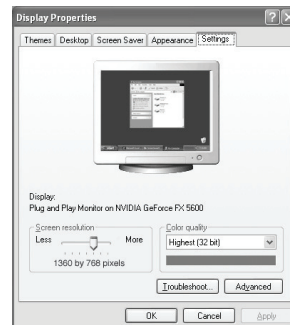 Display Properties
Themes Desktop Screen Saver Appearance Settings
Display:
Plug and Play Monitor on NVIDIA GeForce FX 5600
Screen resolution
Less More
1360 by 768 pixels
Color quality
Highest (32 bit)
Troubleshoot... Advanced
OK Cancel Apply